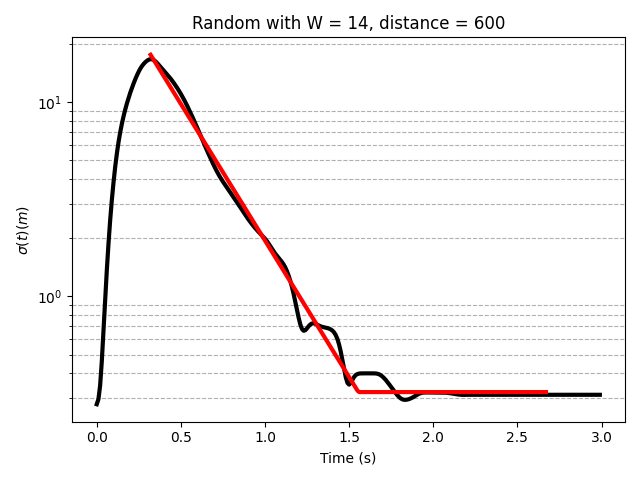 Random with W = 14, distance = 600
σ(t)(m)
10¹
10⁰
0.0 0.5 1.0 1.5 2.0 2.5 3.0
Time (s)